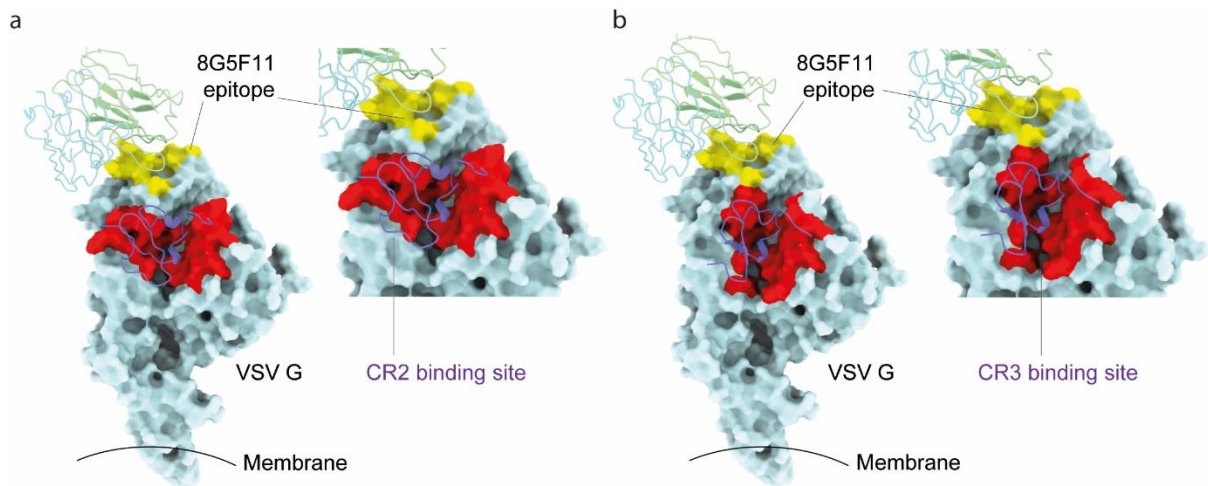 a
8G5F11
epitope
VSV G
CR2 binding site
Membrane
b
8G5F11
epitope
VSV G
CR3 binding site
Membrane